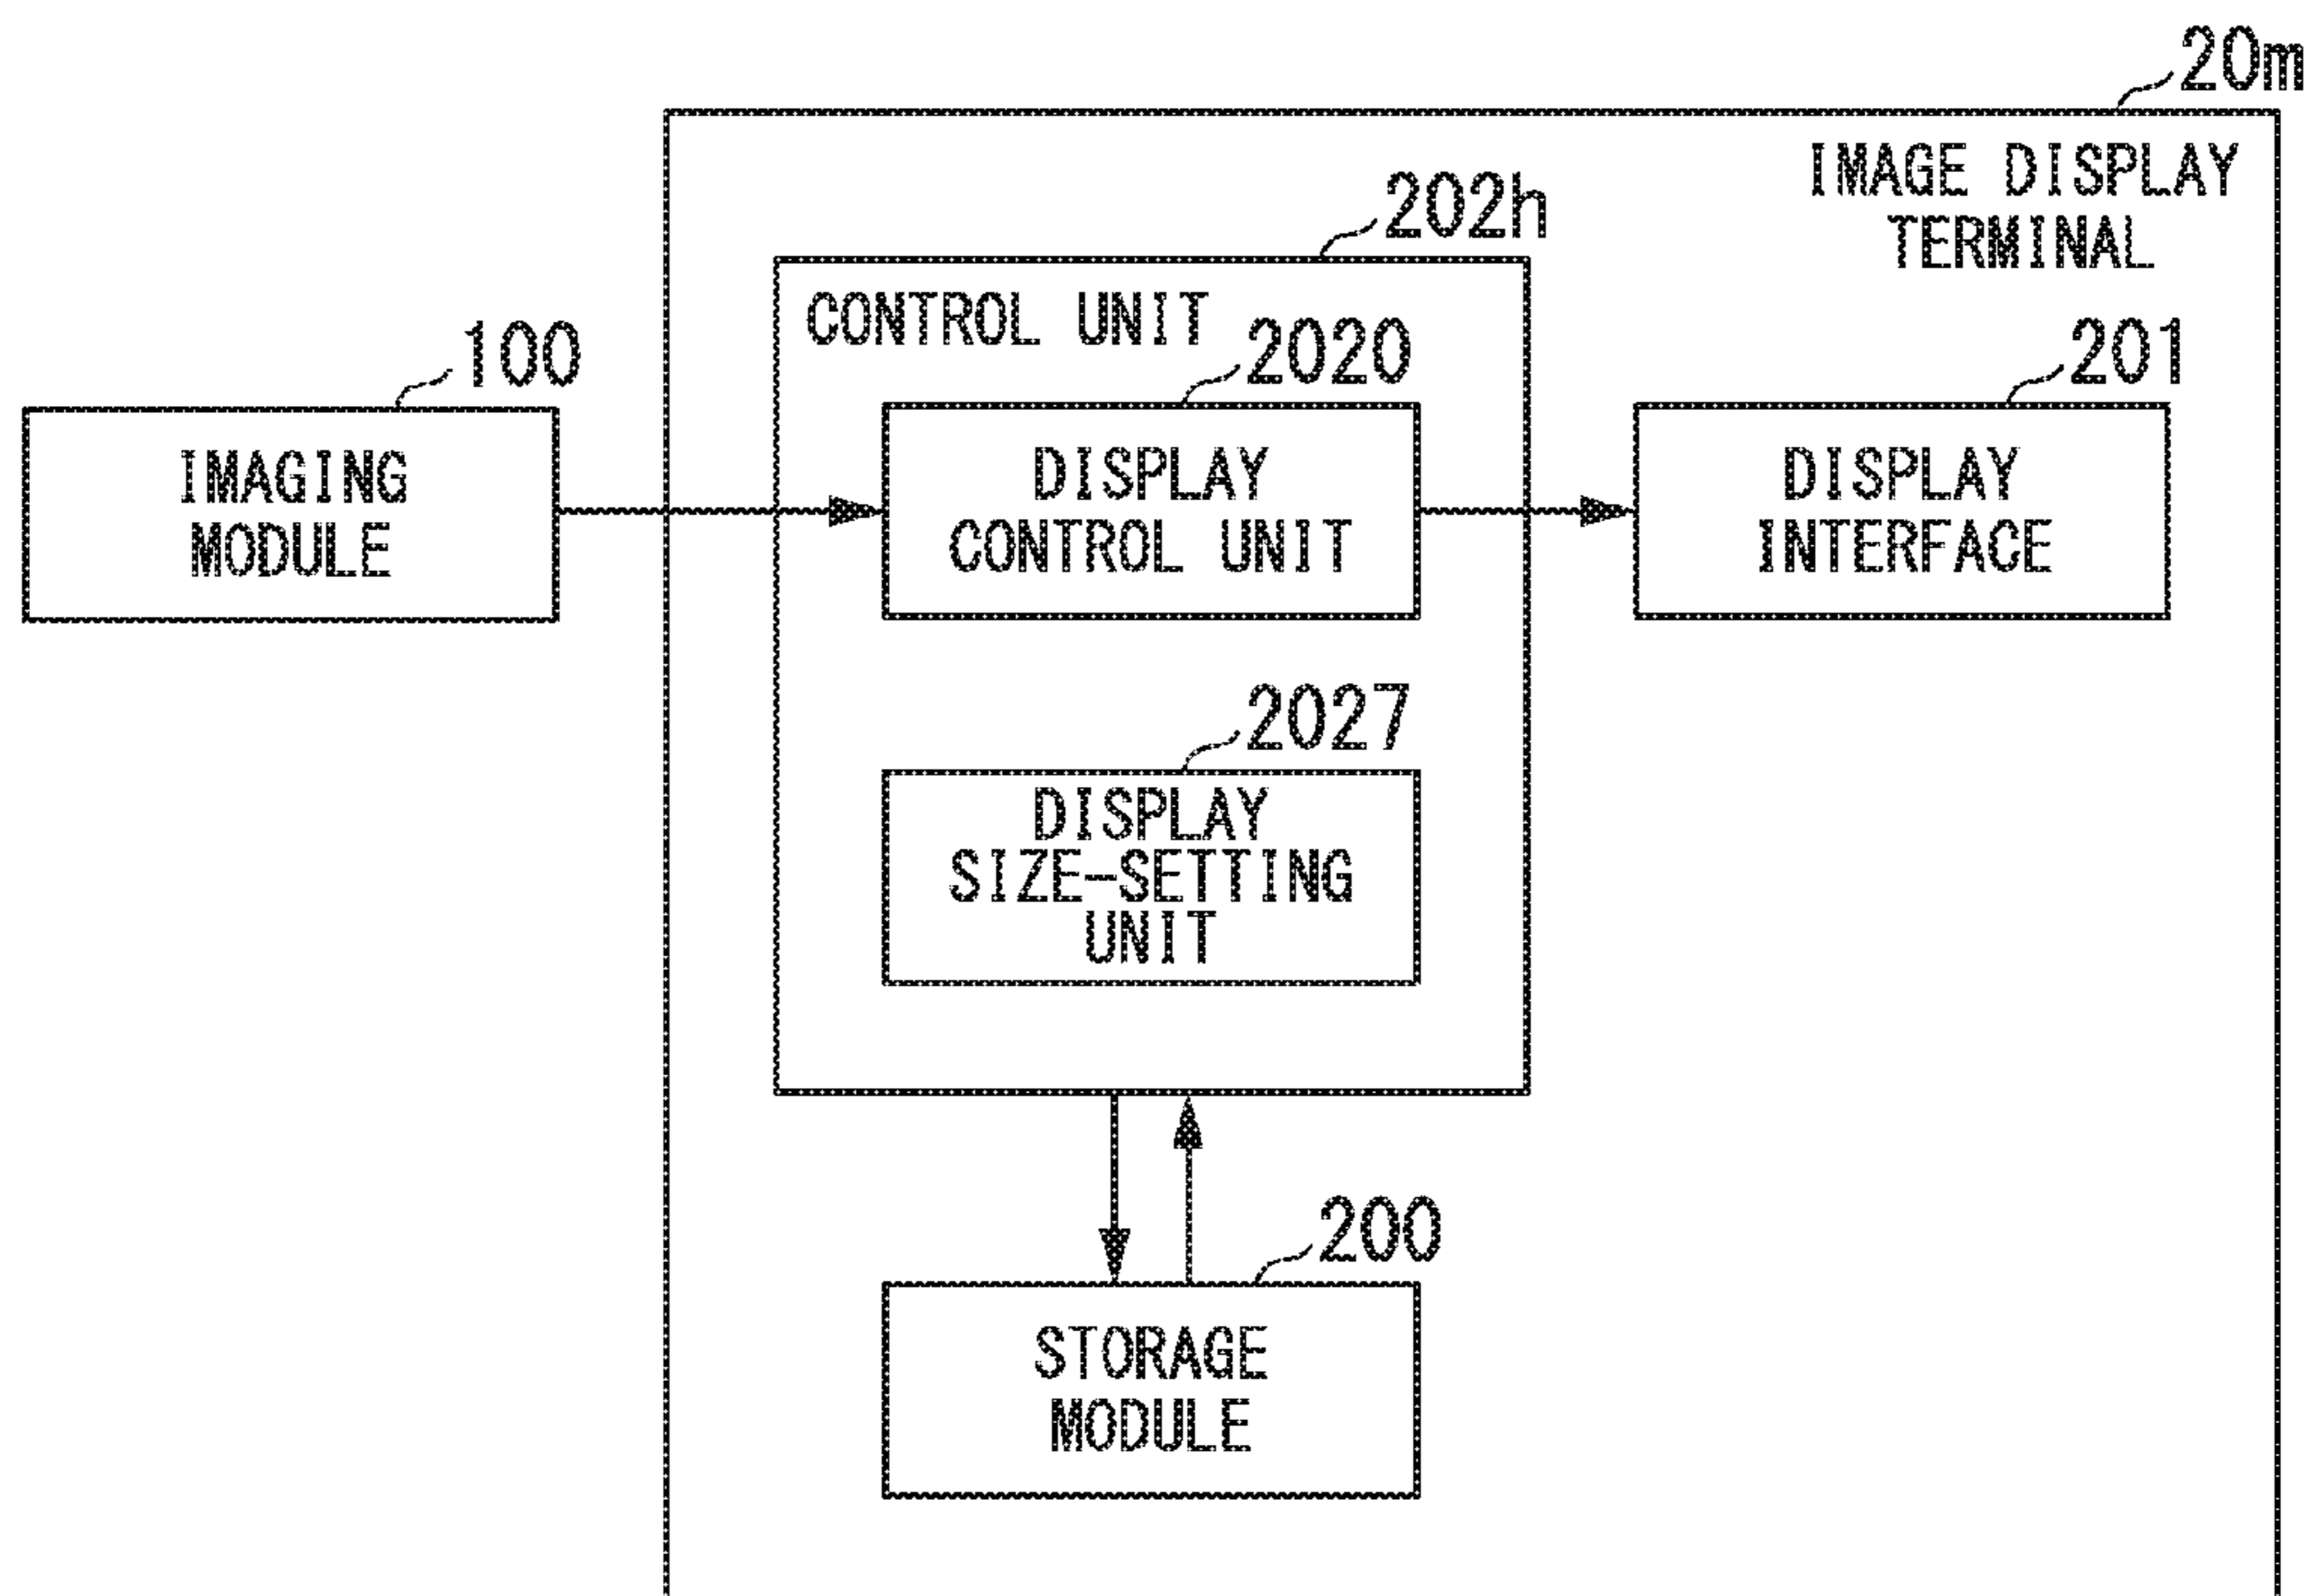 20m
IMAGE DISPLAY
TERMINAL
202h
CONTROL UNIT
100
IMAGING
MODULE
2020
DISPLAY
CONTROL UNIT
201
DISPLAY
INTERFACE
2027
DISPLAY
SIZE-SETTING
UNIT
200
STORAGE
MODULE